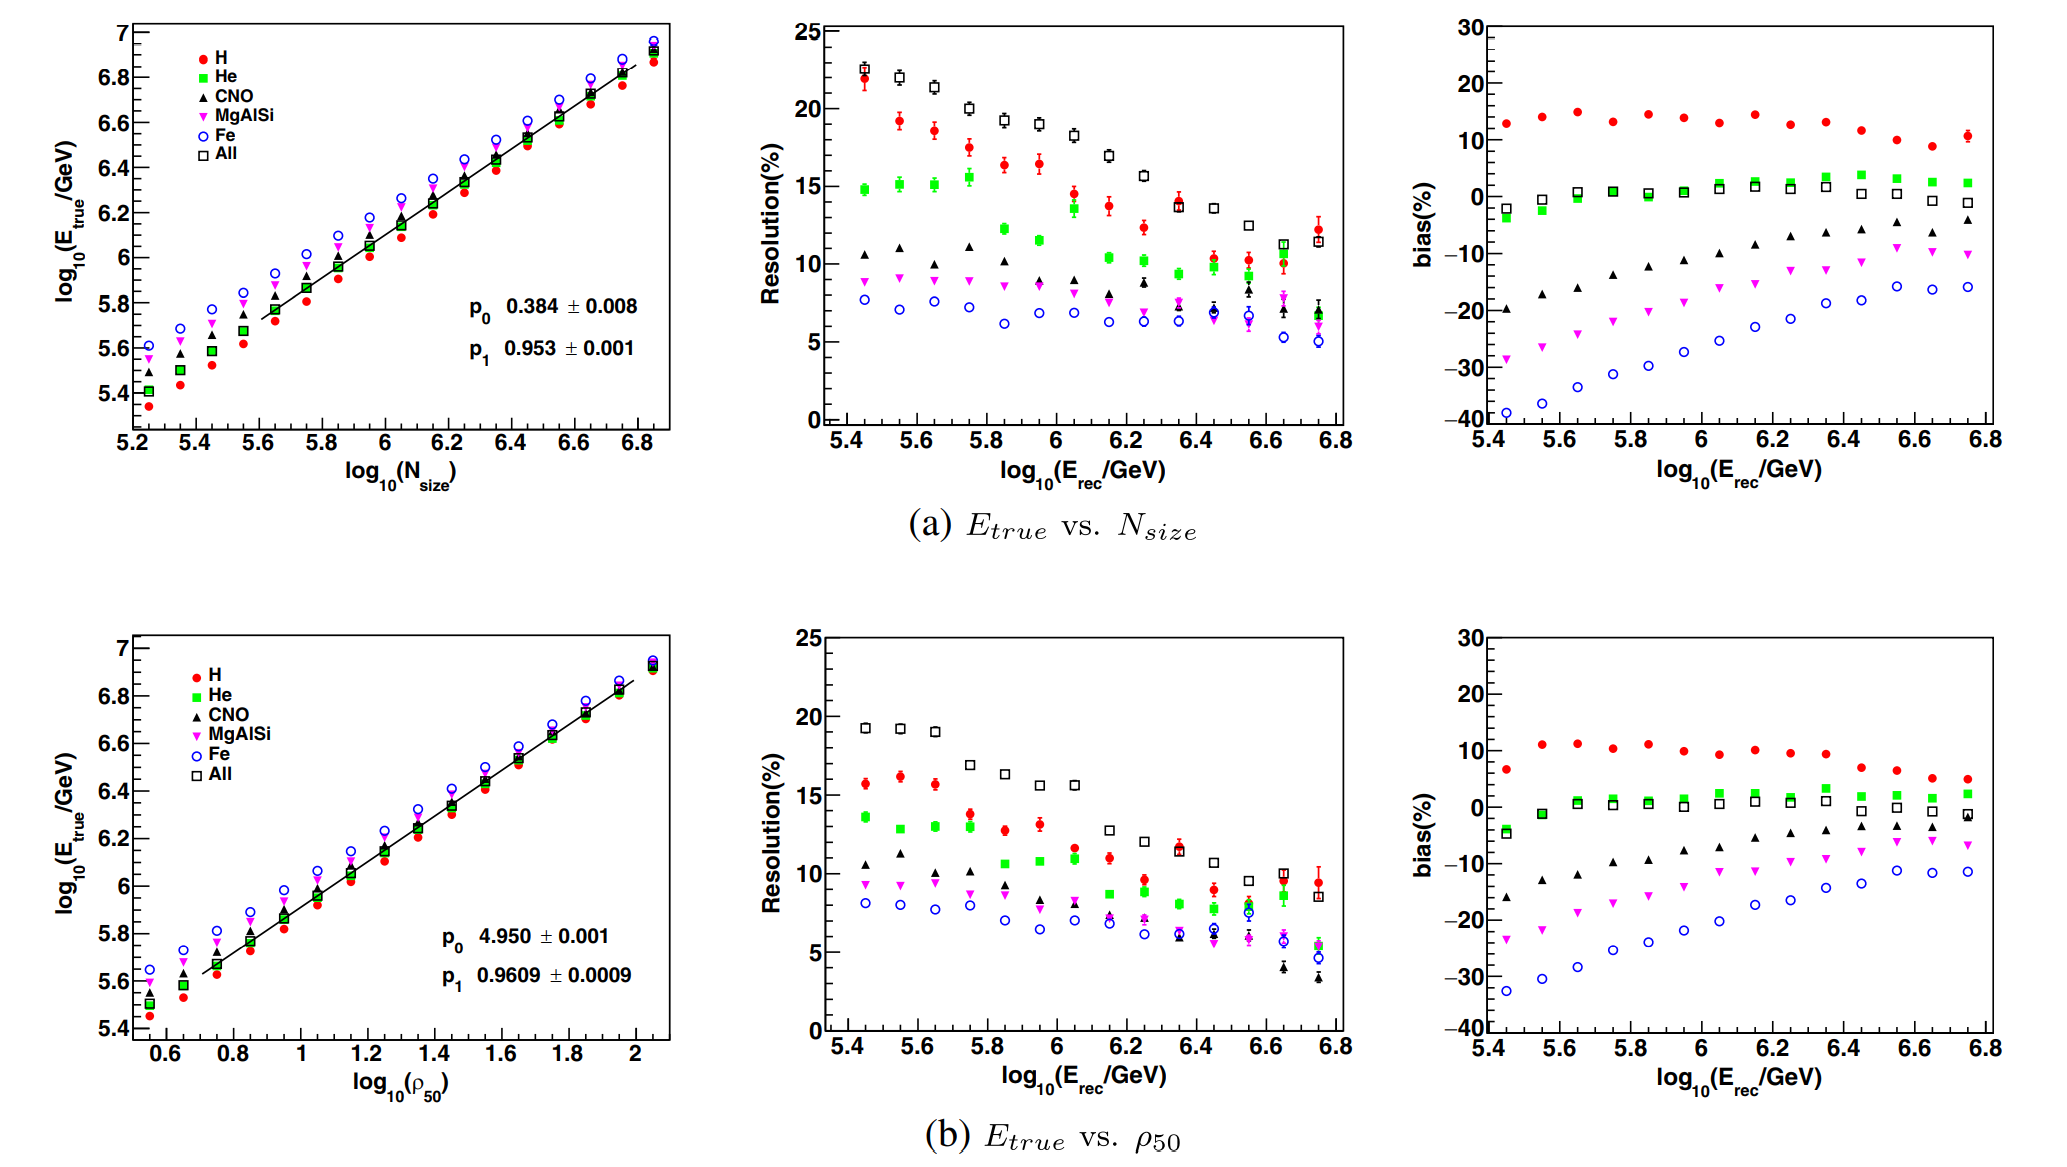 7
6.8
6.6
6.4
6.2
6
5.8
5.6
5.4
log10(Etrue/GeV)
H
He
CNO
MgAlSi
Fe
All
p0 0.384 ± 0.008
p1 0.953 ± 0.001
5.2 5.4 5.6 5.8 6 6.2 6.4 6.6 6.8
log10(Nsize)
25
20
15
10
5
0
Resolution(%)
5.4 5.6 5.8 6 6.2 6.4 6.6 6.8
log10(Erec/GeV)
30
20
10
0
−10
−20
−30
−40
bias(%)
5.4 5.6 5.8 6 6.2 6.4 6.6 6.8
log10(Erec/GeV)
(a) Etrue vs. Nsize
7
6.8
6.6
6.4
6.2
6
5.8
5.6
5.4
log10(Etrue/GeV)
H
He
CNO
MgAlSi
Fe
All
p0 4.950 ± 0.001
p1 0.9609 ± 0.0009
0.6 0.8 1 1.2 1.4 1.6 1.8 2
log10(ρ50)
25
20
15
10
5
0
Resolution(%)
5.4 5.6 5.8 6 6.2 6.4 6.6 6.8
log10(Erec/GeV)
30
20
10
0
−10
−20
−30
−40
bias(%)
5.4 5.6 5.8 6 6.2 6.4 6.6 6.8
log10(Erec/GeV)
(b) Etrue vs. ρ50